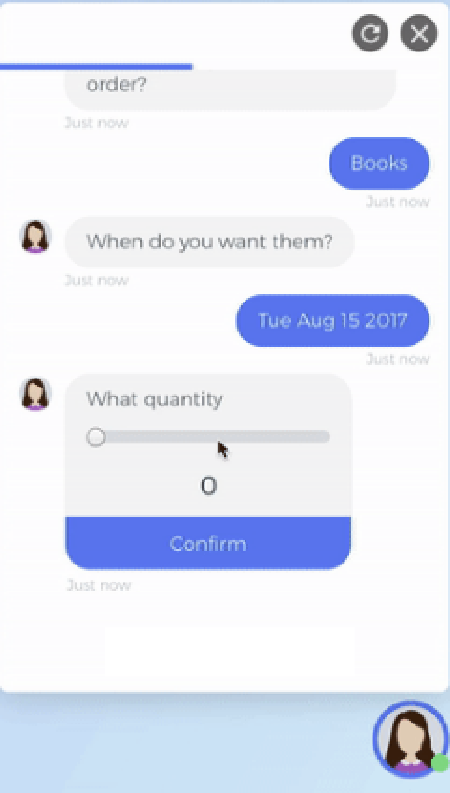 order?
Just now
Books
Just now
When do you want them?
Just now
Tue Aug 15 2017
Just now
What quantity
0
Confirm
Just now